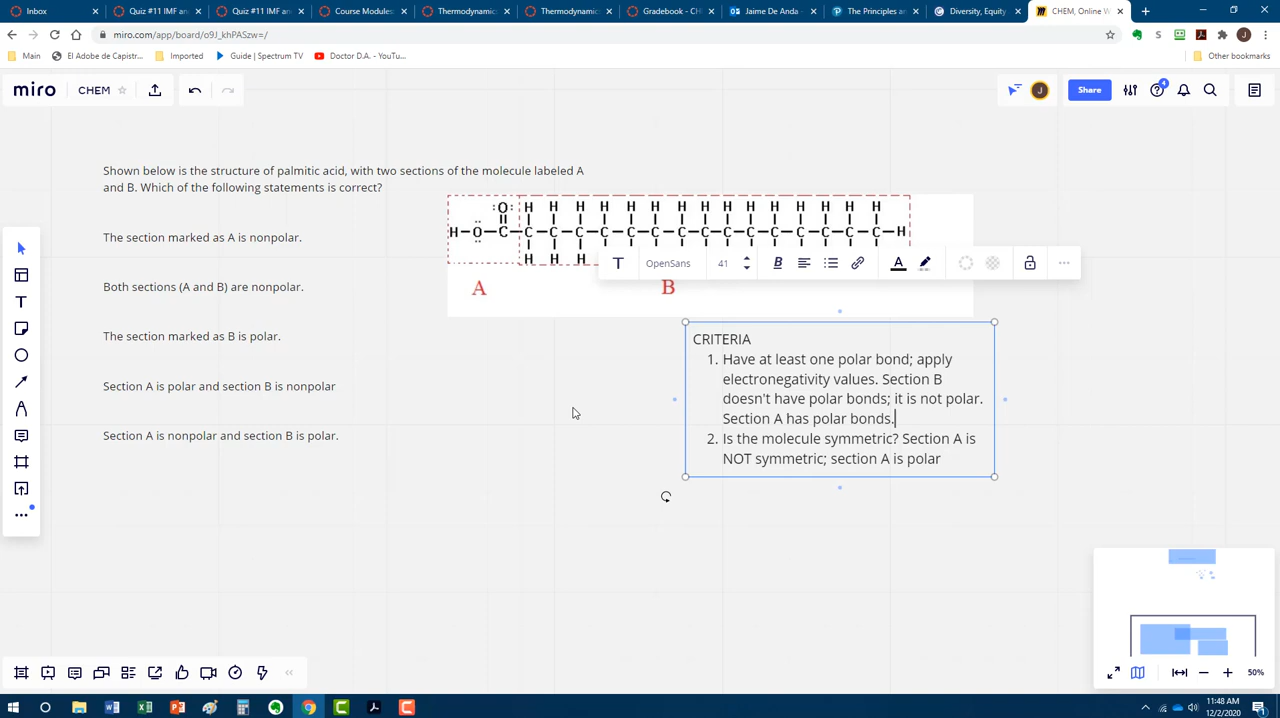 Inbox
Quiz #11 IMF an
Quiz #11 IMF an
Course Modules
Thermodynamics
Thermodynamic
Gradebook - CH
Jaime De Anda -
The Principles an
Diversity, Equity
CHEM, Online W
miro.com/app/board/o9J_khPASzw=/
Main
El Adobe de Capistr...
Imported
Guide | Spectrum TV
Doctor D.A. - YouTu...
Other bookmarks
miro
CHEM
J
Share
4
Shown below is the structure of palmitic acid, with two sections of the molecule labeled A
and B. Which of the following statements is correct?
The section marked as A is nonpolar.
Both sections (A and B) are nonpolar.
The section marked as B is polar.
Section A is polar and section B is nonpolar
Section A is nonpolar and section B is polar.
:O: H H H H H H H H H H H H H H H
H O C C C C C C C C C C C C C C C C H
H H H
A
B
T
OpenSans
41
B
A
CRITERIA
1. Have at least one polar bond; apply
electronegativity values. Section B
doesn't have polar bonds; it is not polar.
Section A has polar bonds.
2. Is the molecule symmetric? Section A is
NOT symmetric; section A is polar
50%
11:48 AM
12/2/2020